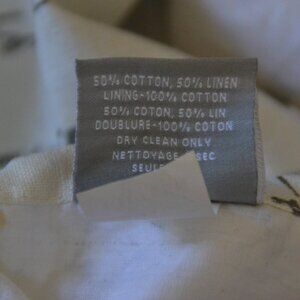 50% COTTON, 50% LINEN
LINING-100% COTTON
50% COTON, 50% LIN
DOUBLURE-100% COTON
DRY CLEAN ONLY
NETTOYAGE SEC